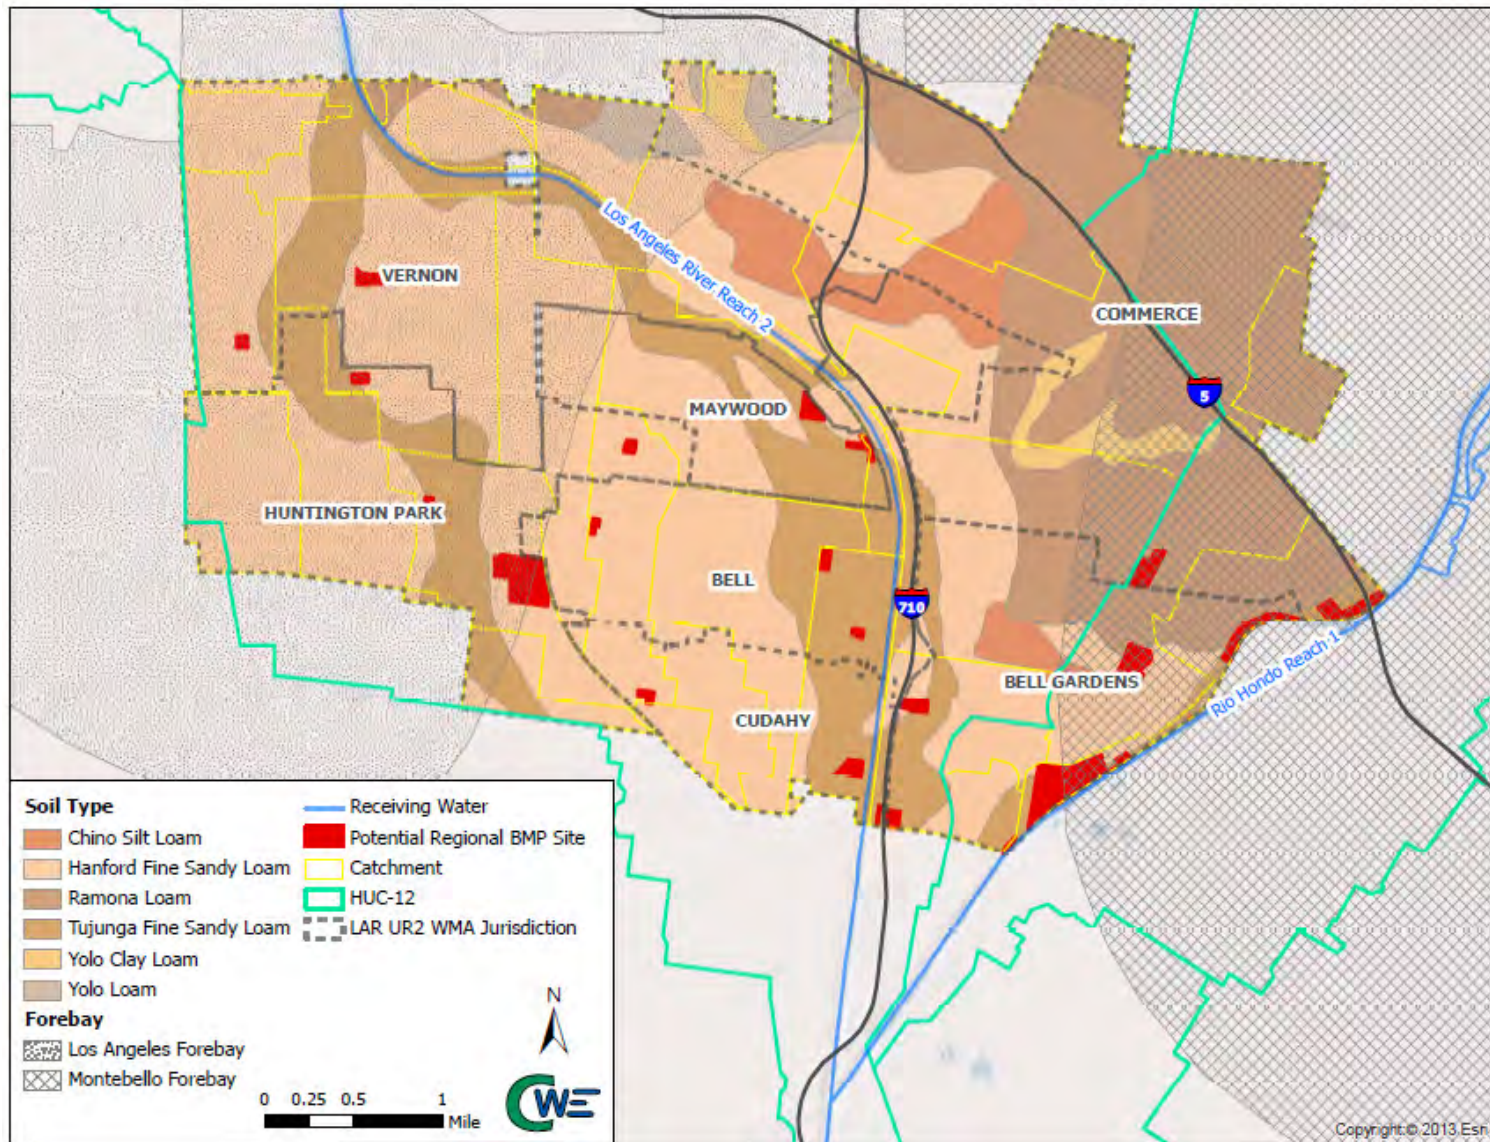 Los Angeles River Reach 2
VERNON
COMMERCE
5
MAYWOOD
HUNTINGTON PARK
BELL
710
BELL GARDENS
Rio Hondo Reach 1
CUDAHY
Soil Type
Chino Silt Loam
Hanford Fine Sandy Loam
Ramona Loam
Tujunga Fine Sandy Loam
Yolo Clay Loam
Yolo Loam
Forebay
Los Angeles Forebay
Montebello Forebay
Receiving Water
Potential Regional BMP Site
Catchment
HUC-12
LAR UR2 WMA Jurisdiction
N
0 0.25 0.5 1
Mile
CWE
Copyright:© 2013 Esri